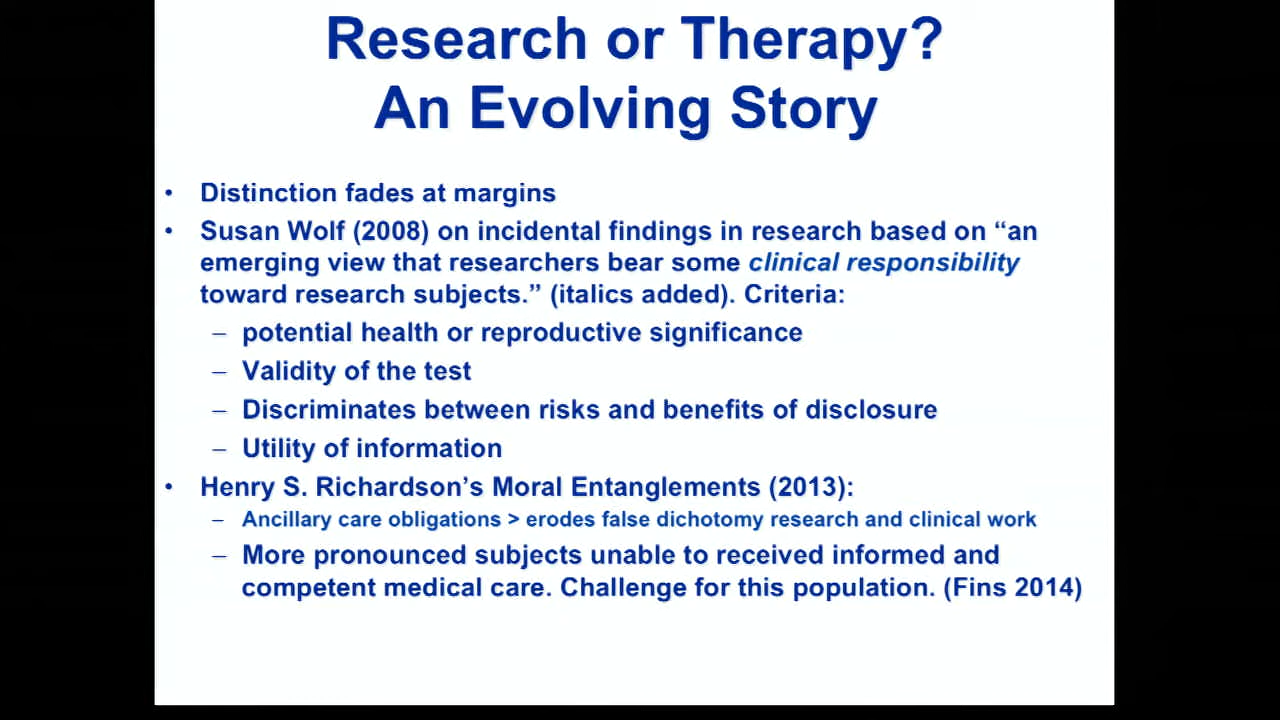 Research or Therapy?
An Evolving Story
• Distinction fades at margins
• Susan Wolf (2008) on incidental findings in research based on “an
emerging view that researchers bear some clinical responsibility
toward research subjects.” (italics added). Criteria:
– potential health or reproductive significance
– Validity of the test
– Discriminates between risks and benefits of disclosure
– Utility of information
• Henry S. Richardson’s Moral Entanglements (2013):
– Ancillary care obligations > erodes false dichotomy research and clinical work
– More pronounced subjects unable to received informed and
competent medical care. Challenge for this population. (Fins 2014)